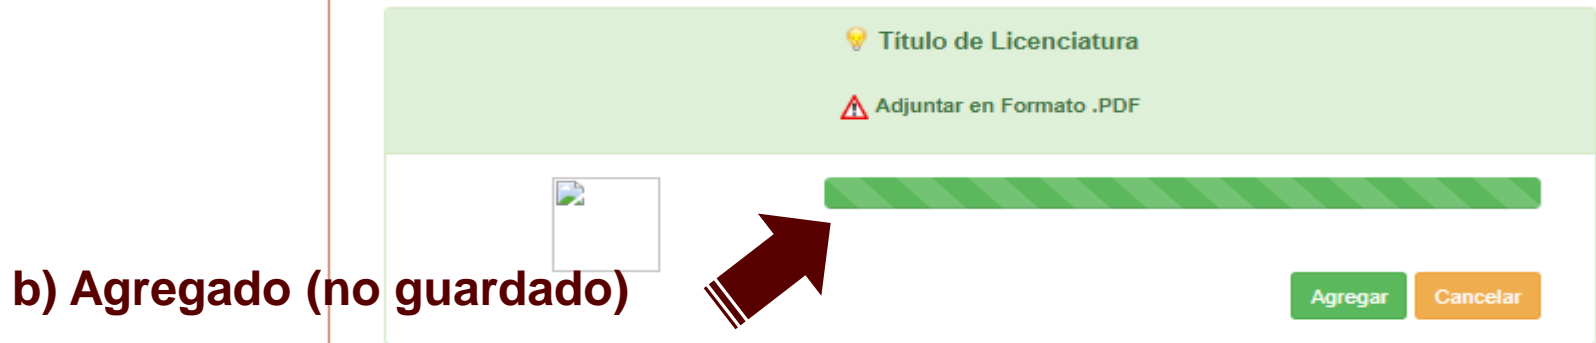 Título de Licenciatura
Adjuntar en Formato .PDF
b) Agregado (no guardado)
Agregar
Cancelar